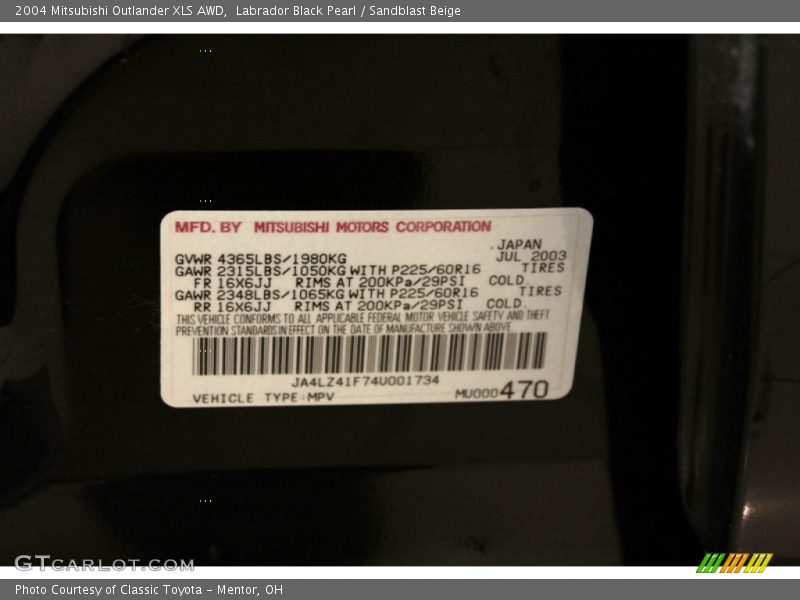 2004 Mitsubishi Outlander XLS AWD,  Labrador Black Pearl / Sandblast Beige
MFD. BY  MITSUBISHI MOTORS CORPORATION
JAPAN
GVWR 4365LBS/1980KG JUL 2003
GAWR 2315LBS/1050KG WITH P225/60R16 TIRES
FR 16X6JJ RIMS AT 200KPa/29PSI COLD
GAWR 2348LBS/1065KG WITH P225/60R16 TIRES
RR 16X6JJ RIMS AT 200KPa/29PSI COLD
THIS VEHICLE CONFORMS TO ALL APPLICABLE FEDERAL MOTOR VEHICLE SAFETY AND THEFT
PREVENTION STANDARDS IN EFFECT ON THE DATE OF MANUFACTURE SHOWN ABOVE.
JA4LZ41F74U001734
VEHICLE TYPE:MPV MU000470
GTCARLOT.COM
Photo Courtesy of Classic Toyota - Mentor, OH